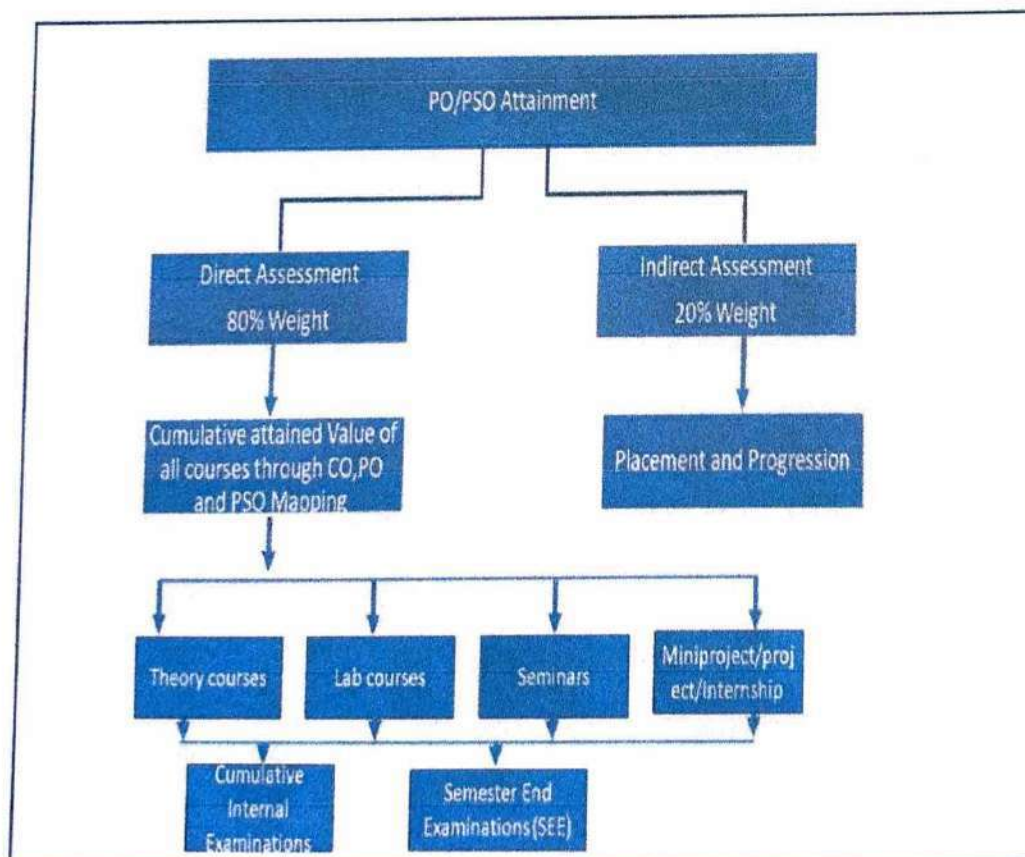 PO/PSO Attainment
Direct Assessment
80% Weight
Indirect Assessment
20% Weight
Cumulative attained Value of
all courses through CO,PO
and PSO Mapping
Placement and Progression
Theory courses
Lab courses
Seminars
Miniproject/proj
ect/Internship
Cumulative
Internal
Examinations
Semester End
Examinations(SEE)